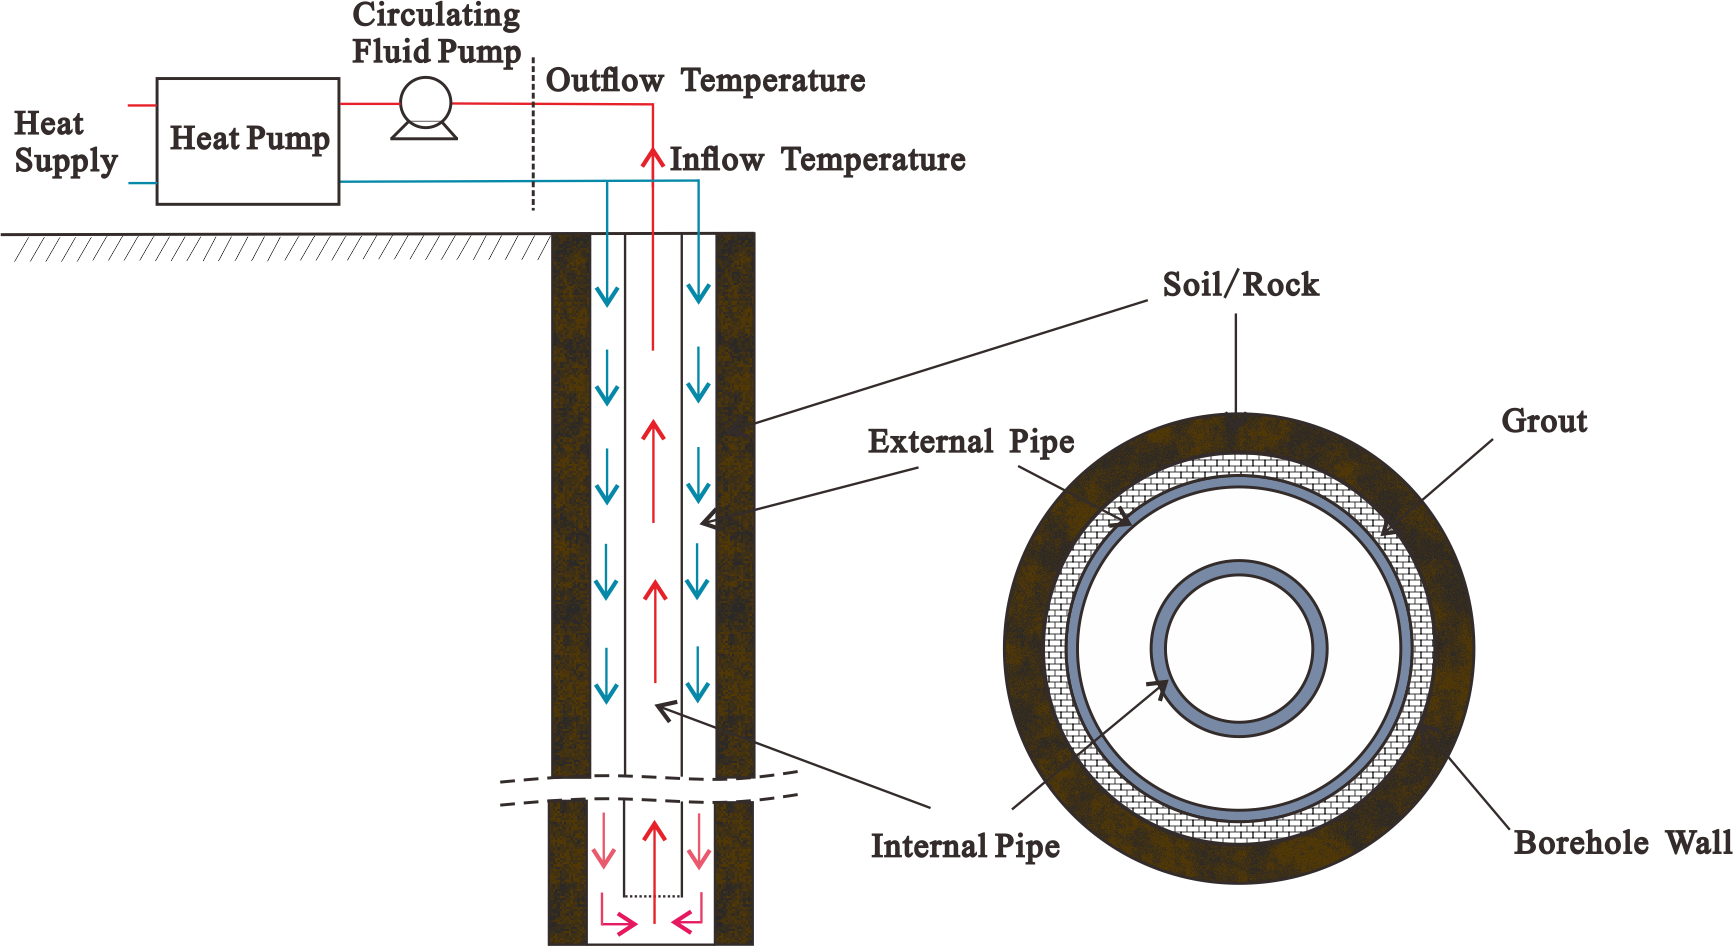 Circulating
Fluid Pump
Outflow Temperature
Heat
Supply
Heat Pump
Inflow Temperature
Soil/Rock
External Pipe
Grout
Internal Pipe
Borehole Wall